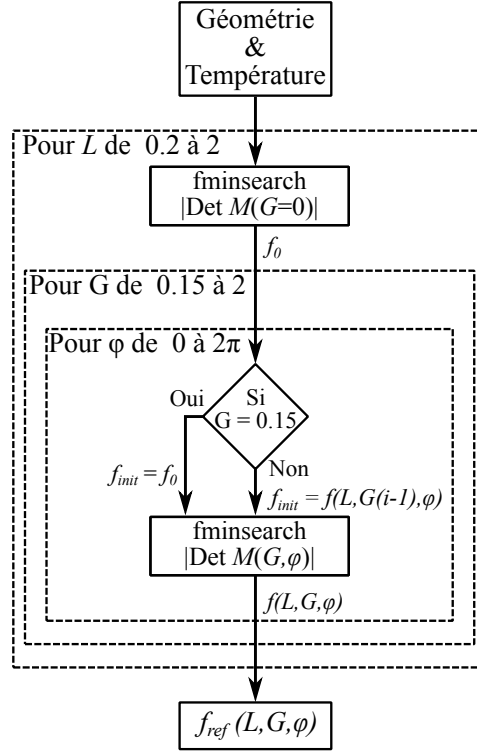 Géométrie
&
Température
Pour L de 0.2 à 2
fminsearch
|Det M(G=0)|
f0
Pour G de 0.15 à 2
Pour φ de 0 à 2π
Si
G = 0.15
Oui
Non
finit = f0
finit = f(L,G(i-1),φ)
fminsearch
|Det M(G,φ)|
f(L,G,φ)
fref (L,G,φ)